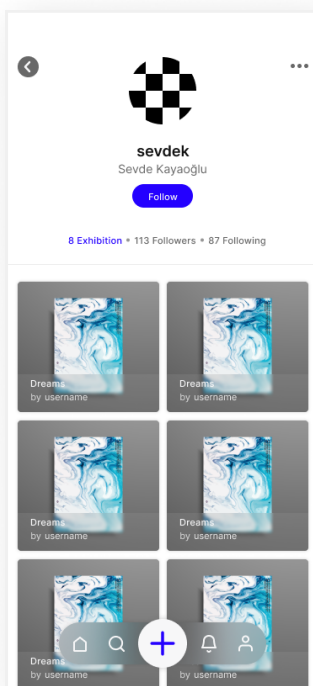 sevdek
Sevde Kayaoğlu
Follow
8 Exhibition • 113 Followers • 87 Following
Dreams
by username
Dreams
by username
Dreams
by username
Dreams
by username
Dreams
by username
Dreams
by username